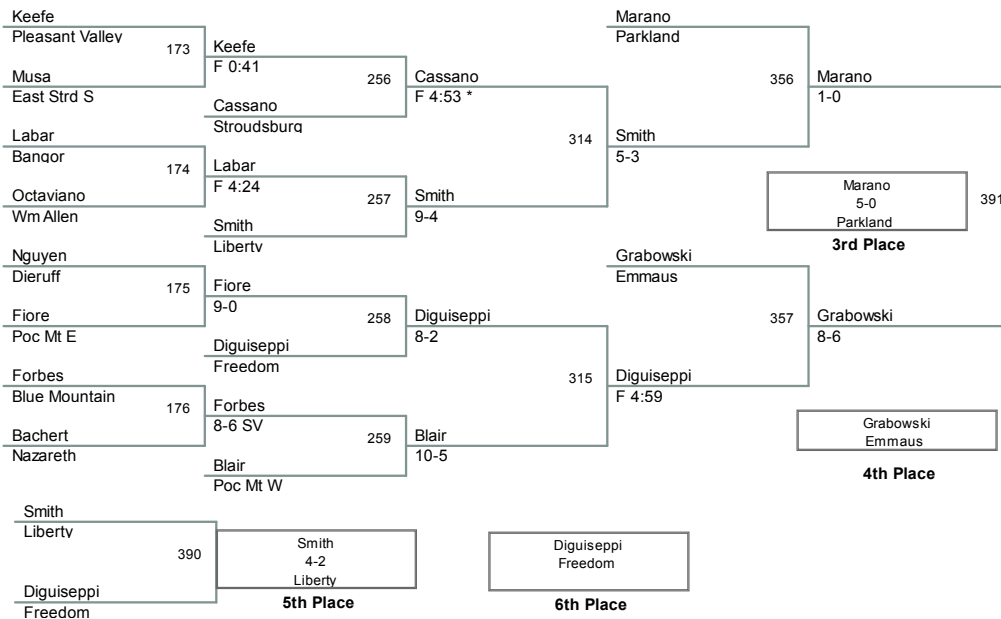 Keefe
Pleasant Valley
173
Musa
East Strd S
Keefe
F 0:41
256
Cassano
Stroudsburg
Labar
Bangor
174
Octaviano
Wm Allen
Labar
F 4:24
257
Smith
Liberty
Cassano
F 4:53 *
314
Smith
9-4
Smith
5-3
Marano
Parkland
356
Marano
1-0
Marano
5-0
Parkland
3rd Place
391
Nguyen
Dieruff
175
Fiore
Poc Mt E
Fiore
9-0
258
Diguiseppi
Freedom
Forbes
Blue Mountain
176
Bachert
Nazareth
Forbes
8-6 SV
259
Blair
Poc Mt W
Diguiseppi
8-2
315
Blair
10-5
Diguiseppi
F 4:59
Grabowski
Emmaus
357
Grabowski
8-6
Grabowski
Emmaus
4th Place
Smith
Liberty
390
Diguiseppi
Freedom
Smith
4-2
Liberty
5th Place
Diguiseppi
Freedom
6th Place